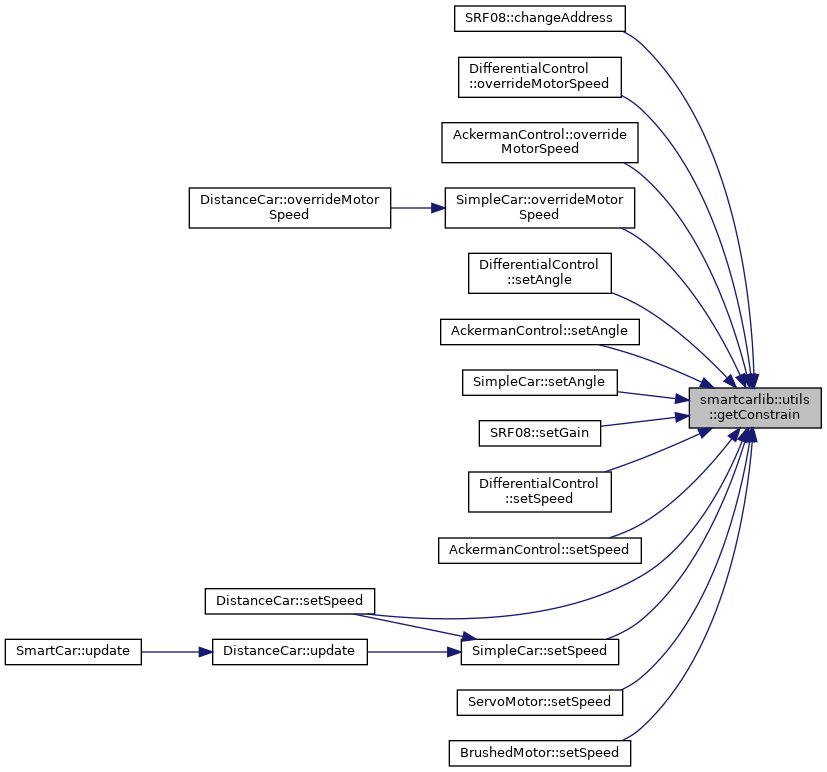 SRF08::changeAddress
DifferentialControl
::overrideMotorSpeed
AckermanControl::override
MotorSpeed
DistanceCar::overrideMotor
Speed
SimpleCar::overrideMotor
Speed
DifferentialControl
::setAngle
AckermanControl::setAngle
SimpleCar::setAngle
smartcarlib::utils
::getConstrain
SRF08::setGain
DifferentialControl
::setSpeed
AckermanControl::setSpeed
DistanceCar::setSpeed
SmartCar::update
DistanceCar::update
SimpleCar::setSpeed
ServoMotor::setSpeed
BrushedMotor::setSpeed